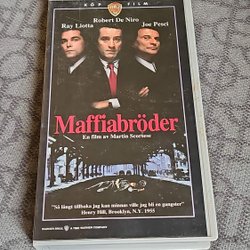 KÖP FILM
Robert De Niro
Ray Liotta Joe Pesci
Maffiabröder
En film av Martin Scorsese
"Så långt tillbaka jag kan minnas ville jag bli en gangster"
Henry Hill, Brooklyn, N.Y. 1955